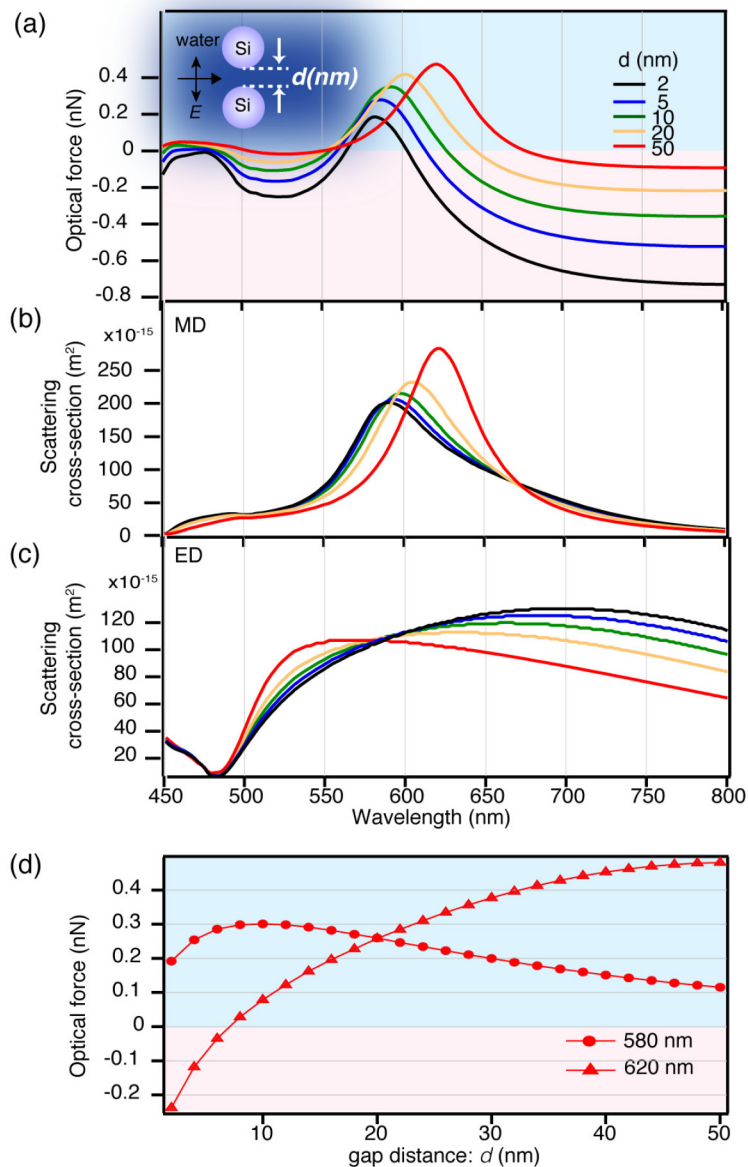 (a)
water
E
Si
Si
d(nm)
d (nm)
2
5
10
20
50
Optical force (nN)
0.4
0.2
0
-0.2
-0.4
-0.6
-0.8
(b)
MD
x10⁻¹⁵
Scattering
cross-section (m²)
250
200
150
100
50
0
(c)
ED
x10⁻¹⁵
Scattering
cross-section (m²)
120
100
80
60
40
20
450 500 550 600 650 700 750 800
Wavelength (nm)
(d)
Optical force (nN)
0.4
0.3
0.2
0.1
0
-0.1
-0.2
580 nm
620 nm
10 20 30 40 50
gap distance: d (nm)